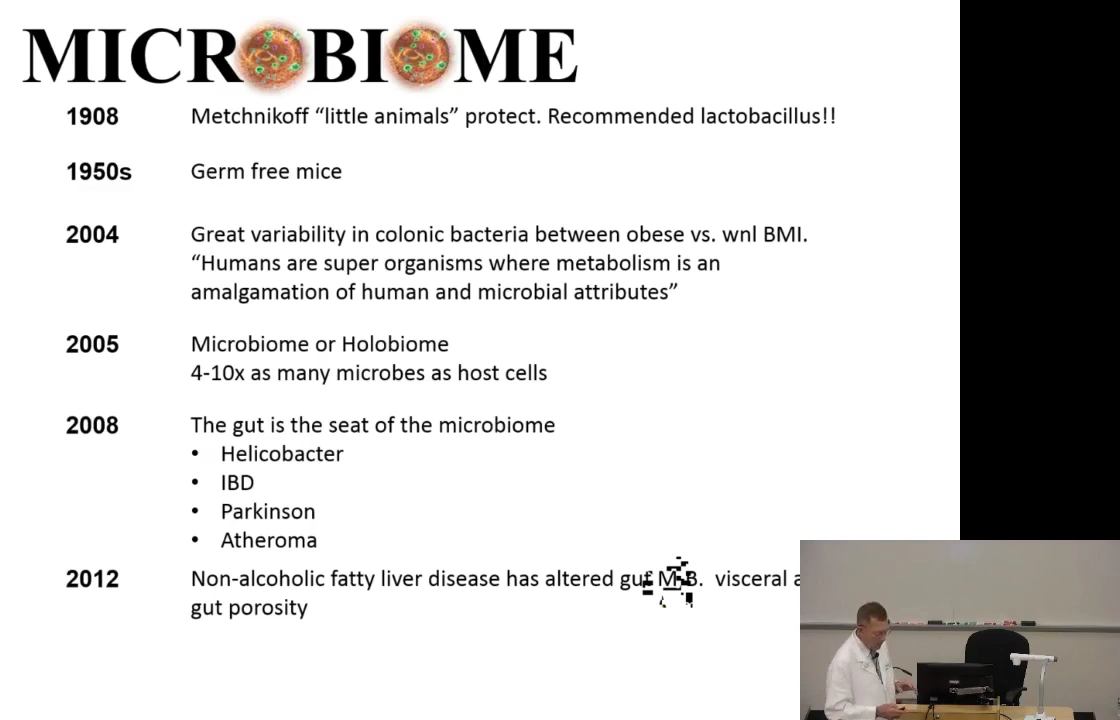 MICROBIOME
1908 Metchnikoff “little animals” protect. Recommended lactobacillus!!
1950s Germ free mice
2004 Great variability in colonic bacteria between obese vs. wnl BMI.
“Humans are super organisms where metabolism is an
amalgamation of human and microbial attributes”
2005 Microbiome or Holobiome
4-10x as many microbes as host cells
2008 The gut is the seat of the microbiome
• Helicobacter
• IBD
• Parkinson
• Atheroma
2012 Non-alcoholic fatty liver disease has altered gut M.B. visceral
gut porosity